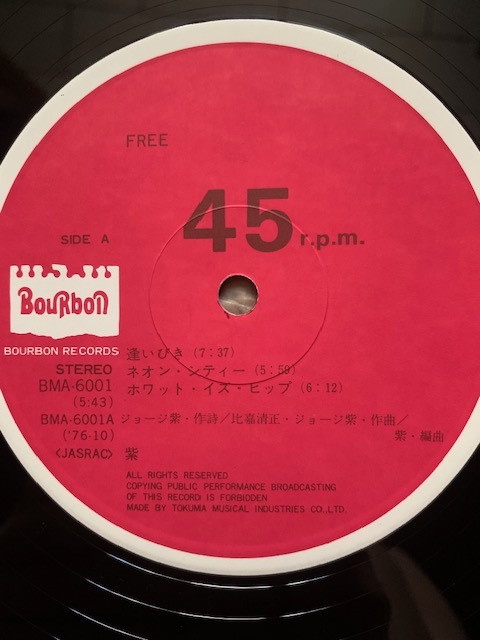 FREE
45 r.p.m.
SIDE A
BouRboN
BOURBON RECORDS
STEREO
BMA-6001
(5:43)
BMA-6001A
('76·10)
〈JASRAC〉
逢いびき (7:37)
ネオン・シティー (5:59)
ホワット・イズ・ヒップ (6:12)
ジョージ紫・作詩/比嘉清正・ジョージ紫・作曲/
紫・編曲
紫
ALL RIGHTS RESERVED
COPYING PUBLIC PERFORMANCE BROADCASTING
OF THIS RECORD IS FORBIDDEN
MADE BY TOKUMA MUSICAL INDUSTRIES CO.,LTD.